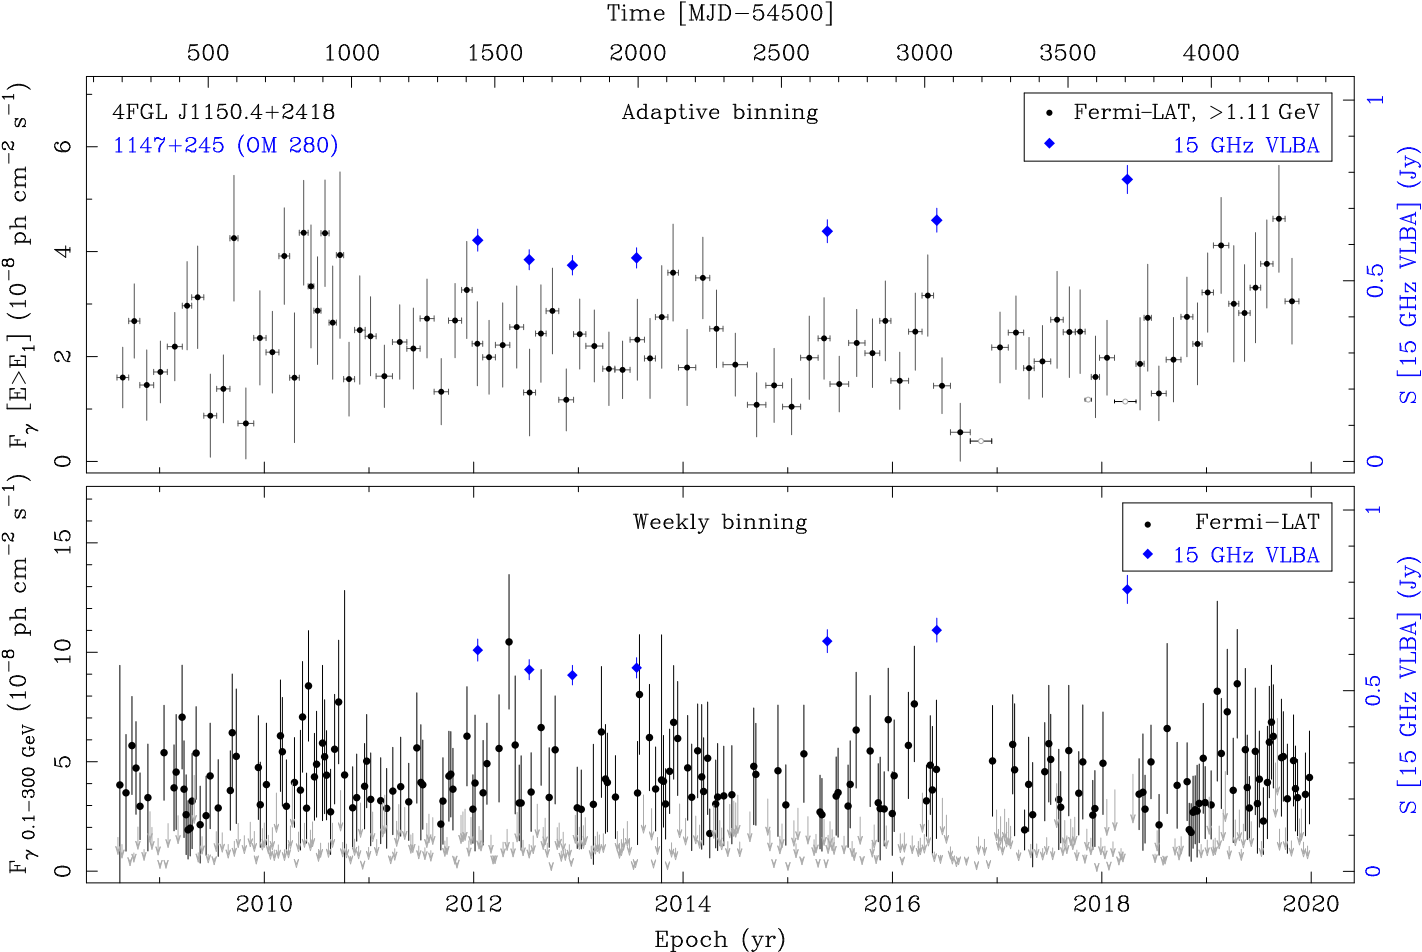 Time [MJD−54500]
500 1000 1500 2000 2500 3000 3500 4000
4FGL J1150.4+2418
1147+245 (OM 280)
Adaptive binning
Fermi−LAT, >1.11 GeV
15 GHz VLBA
F_γ [E>E_1] (10^−8 ph cm^−2 s^−1)
6
4
2
0
S [15 GHz VLBA] (Jy)
1
0.5
0
Weekly binning
Fermi−LAT
15 GHz VLBA
F_γ 0.1−300 GeV (10^−8 ph cm^−2 s^−1)
15
10
5
0
S [15 GHz VLBA] (Jy)
1
0.5
0
2010 2012 2014 2016 2018 2020
Epoch (yr)